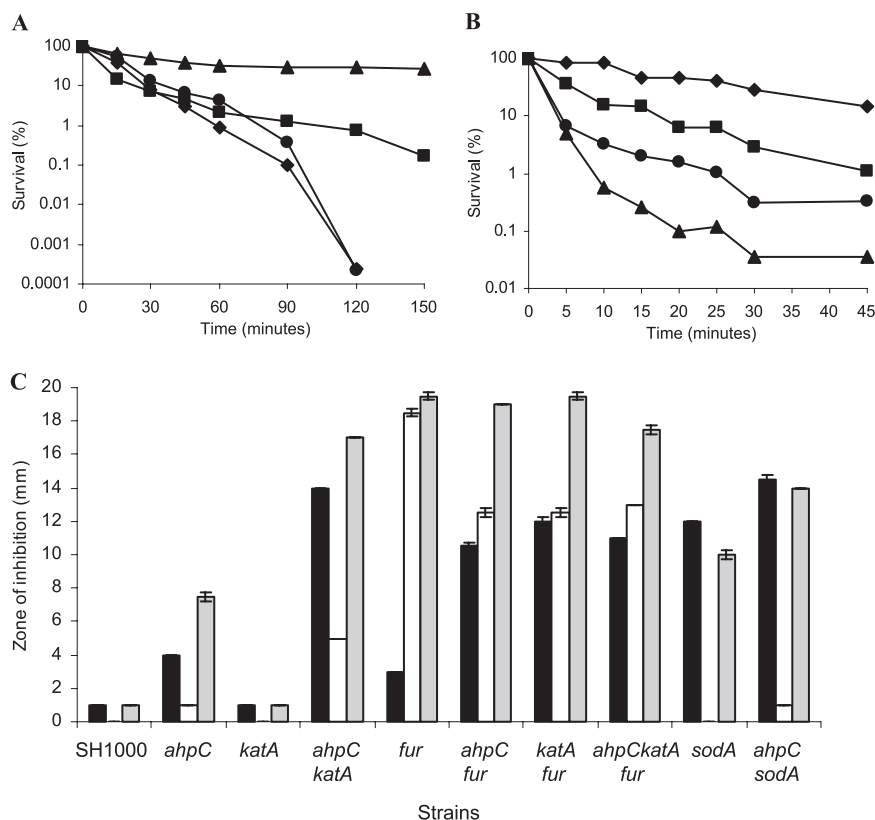 A
100
10
1
0.1
0.01
0.001
0.0001
Survival (%)
0 30 60 90 120 150
Time (minutes)
B
100
10
1
0.1
0.01
Survival (%)
0 5 10 15 20 25 30 35 40 45
Time (minutes)
C
20
18
16
14
12
10
8
6
4
2
0
Zone of inhibition (mm)
SH1000 ahpC katA ahpC fur ahpC katA ahpCkatA sodA ahpC
katA fur fur fur sodA
Strains